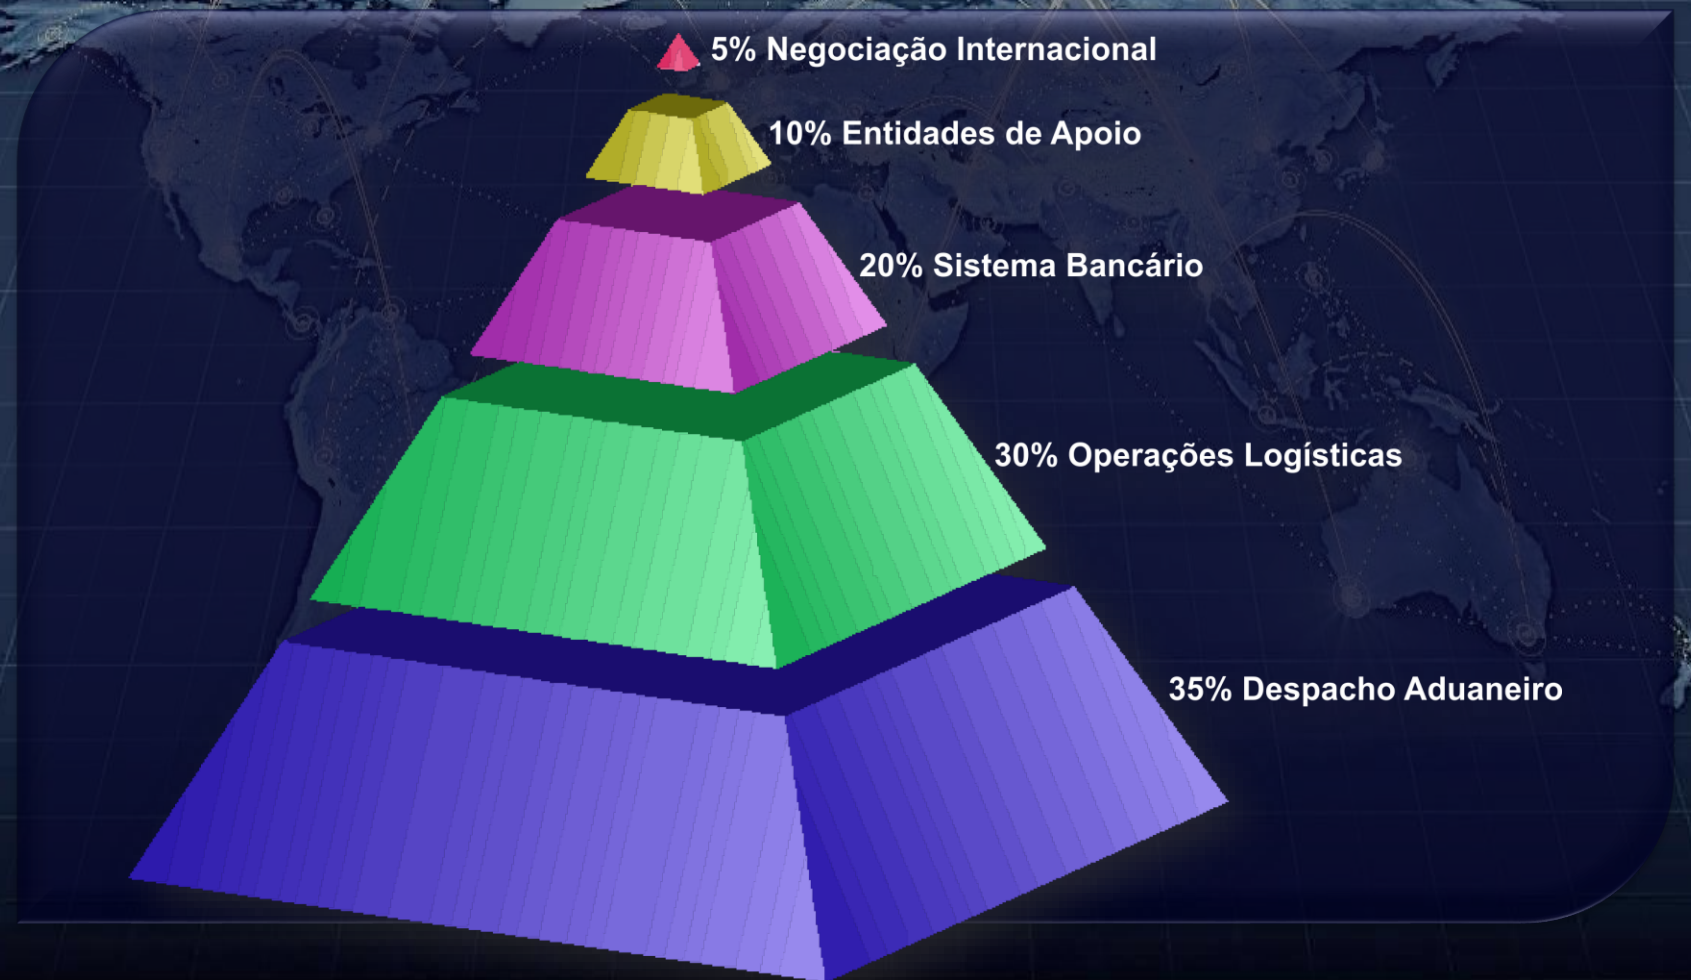 5% Negociação Internacional
10% Entidades de Apoio
20% Sistema Bancário
30% Operações Logísticas
35% Despacho Aduaneiro